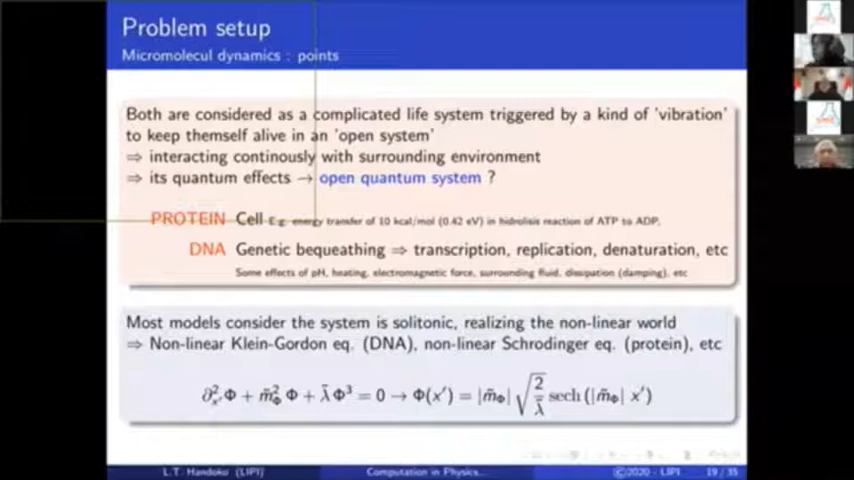 Problem setup
Micromolecul dynamics : points
Both are considered as a complicated life system triggered by a kind of 'vibration'
to keep themself alive in an 'open system'
⇒ interacting continously with surrounding environment
⇒ its quantum effects → open quantum system ?
PROTEIN Cell E.g. energy transfer of 10 kcal/mol (0.42 eV) in hidrolisis reaction of ATP to ADP.
DNA Genetic bequeathing ⇒ transcription, replication, denaturation, etc
Some effects of pH, heating, electromagnetic force, surrounding fluid, dissipation (damping), etc
Most models consider the system is solitonic, realizing the non-linear world
⇒ Non-linear Klein-Gordon eq. (DNA), non-linear Schrodinger eq. (protein), etc
∂²ₓ′Φ + m̃²_Φ Φ + λ̃ Φ³ = 0 → Φ(x′) = |m̃_Φ| √(2/λ̃) sech (|m̃_Φ| x′)
L.T. Handoko (LIPI) Computation in Physics... ©2020 - LIPI 19 / 35